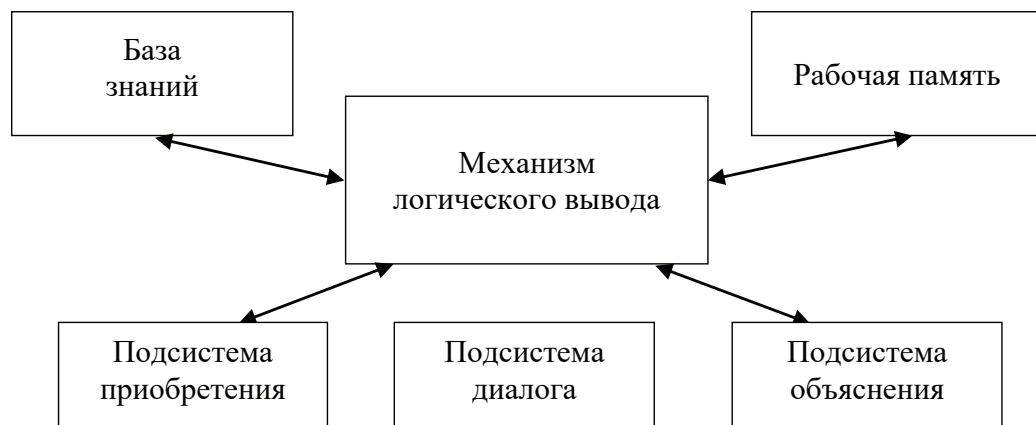 База
знаний
Рабочая память
Механизм
логического вывода
Подсистема
приобретения
Подсистема
диалога
Подсистема
объяснения